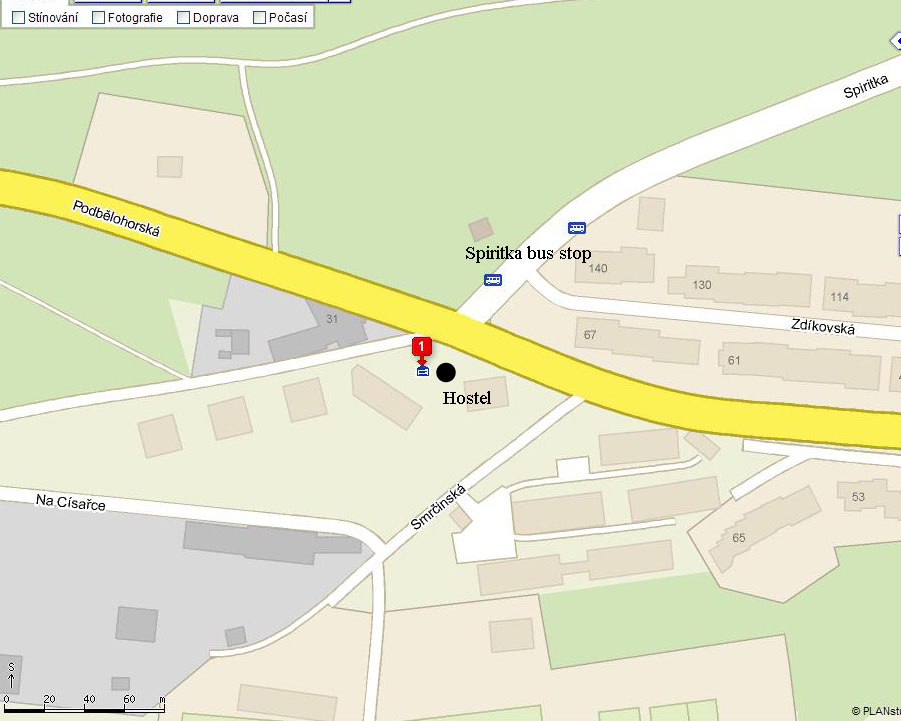 Stínování Fotografie Doprava Počasí
Spiritka
Podbělohorská
Spiritka bus stop
140
130
114
31
Zdíkovská
67
61
1
Hostel
Na Císařce
Smrčinská
53
65
S
0 20 40 60 m
© PLANstu